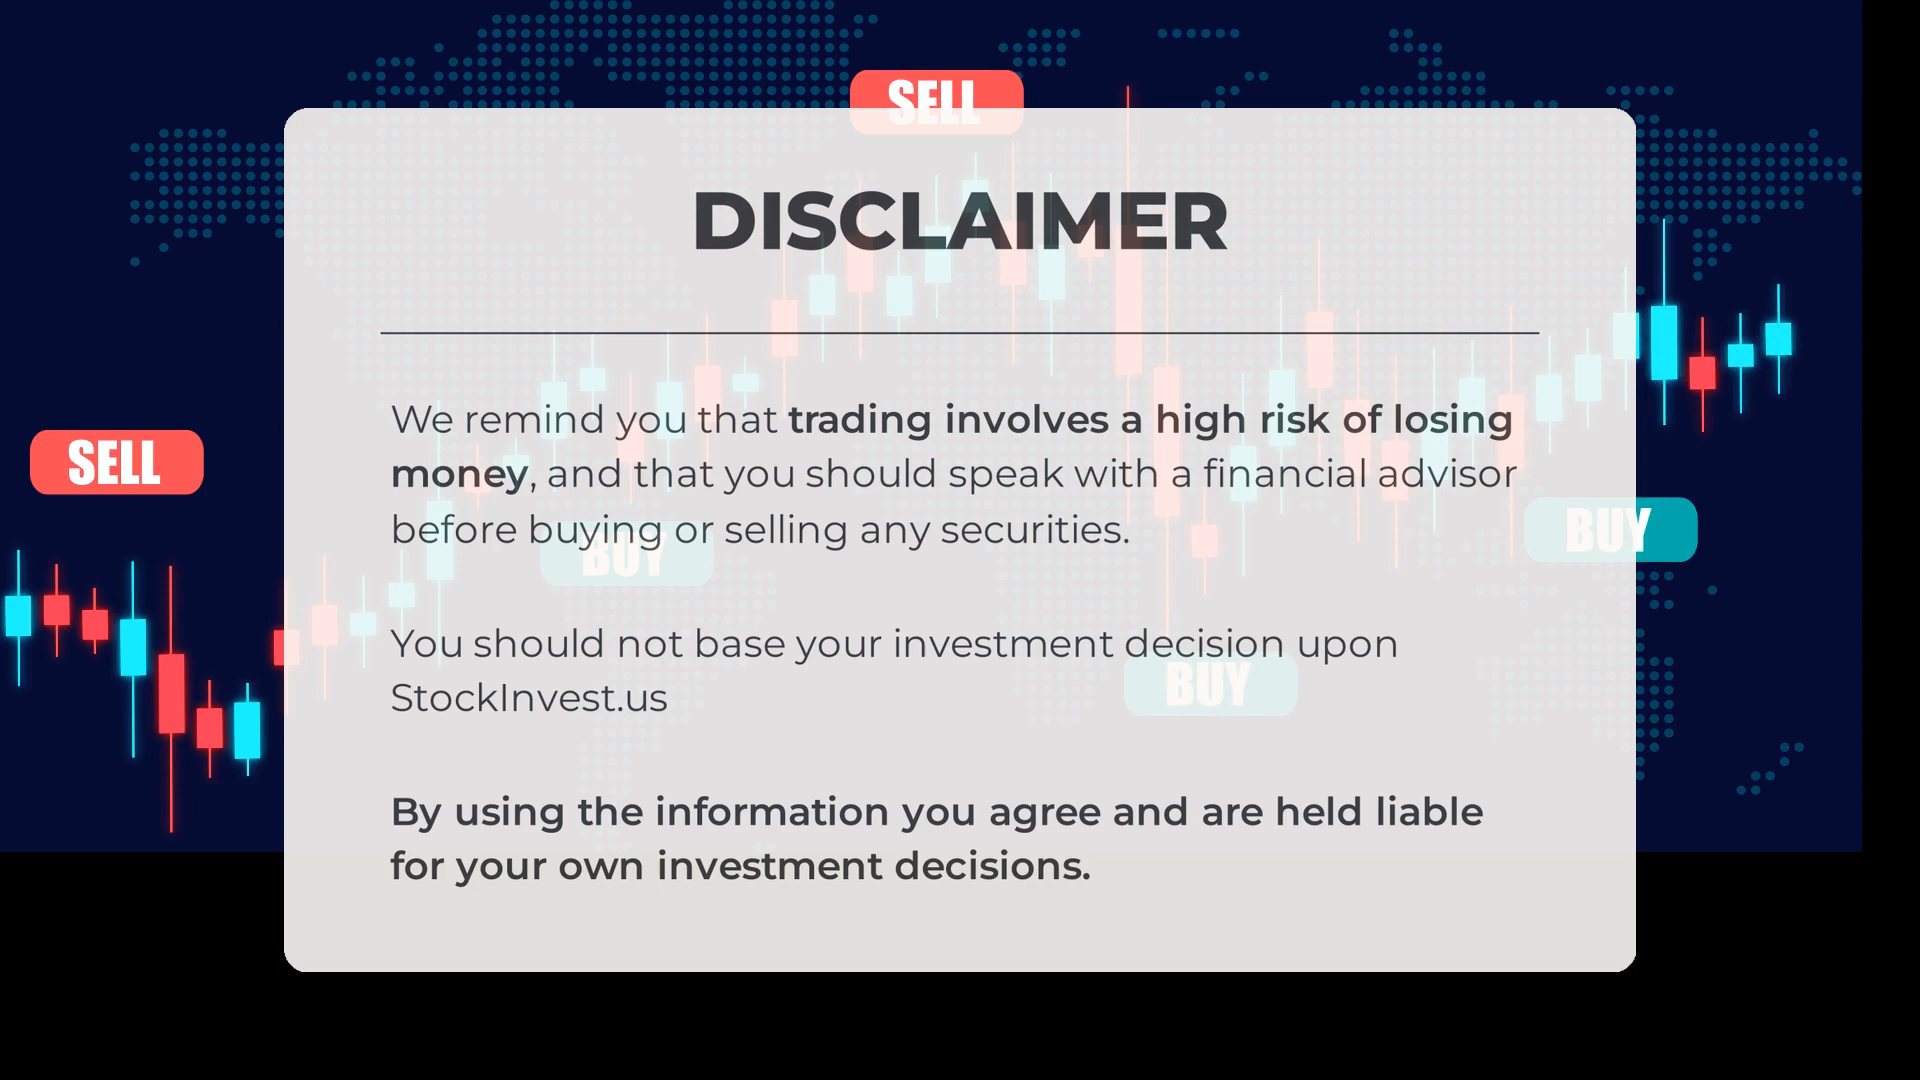 SELL
DISCLAIMER
We remind you that trading involves a high risk of losing
money, and that you should speak with a financial advisor
before buying or selling any securities.
SELL
BUY
BUY
You should not base your investment decision upon
StockInvest.us
BUY
By using the information you agree and are held liable
for your own investment decisions.